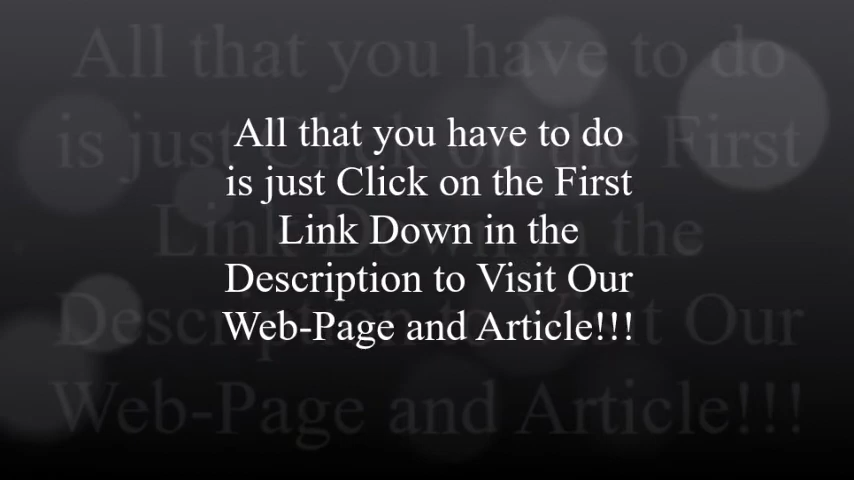 All that you have to do
is just Click on the First
Link Down in the
Description to Visit Our
Web-Page and Article!!!